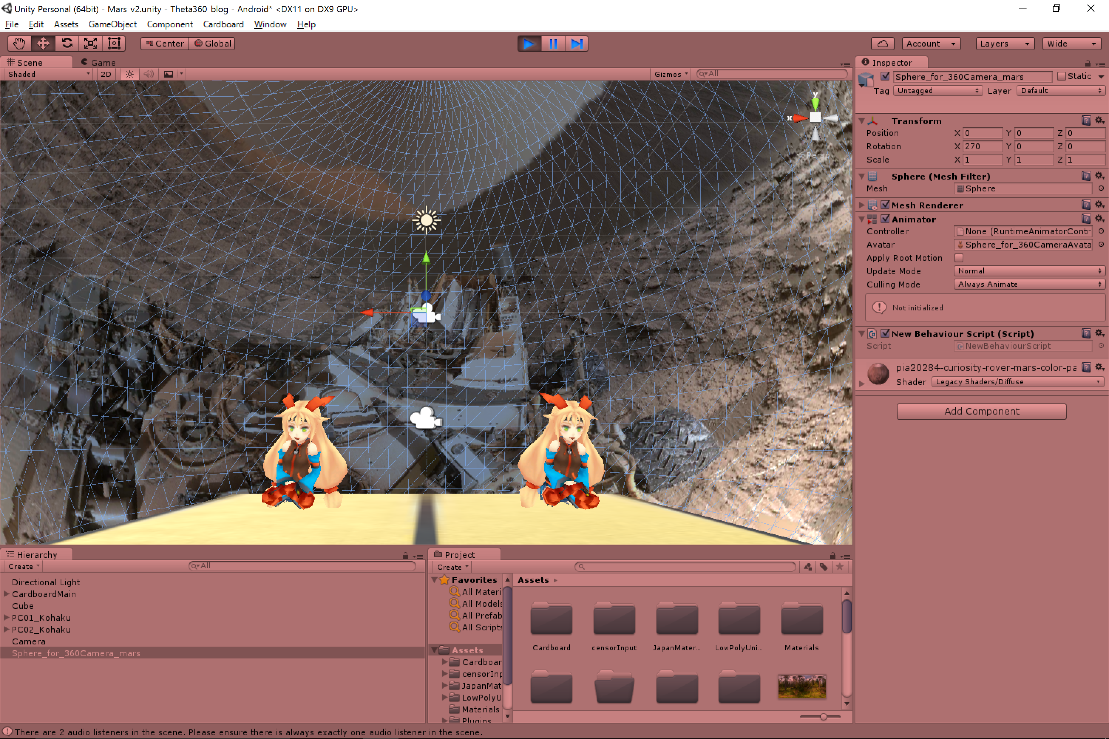 Unity Personal (64bit) - Mars v2.unity - Theta360 blog - Android* <DX11 on DX9 GPU>
File Edit Assets GameObject Component Cardboard Window Help
Center Global Account Layers Wide
Scene Game
Shaded 2D Gizmos All
y
x
Inspector
Sphere_for_360Camera_mars Static
Tag Untagged Layer Default
Transform
Position X 0 Y 0 Z 0
Rotation X 270 Y 0 Z 0
Scale X 1 Y 1 Z 1
Sphere (Mesh Filter)
Mesh Sphere
Mesh Renderer
Animator
Controller None (RuntimeAnimatorContr
Avatar Sphere_for_360CameraAvata
Apply Root Motion
Update Mode Normal
Culling Mode Always Animate
Not initialized
New Behaviour Script (Script)
Script NewBehaviourScript
pia20284-curiosity-rover-mars-color-pa
Shader Legacy Shaders/Diffuse
Add Component
Hierarchy
Create All
Directional Light
CardboardMain
Cube
PC01_Kohaku
PC02_Kohaku
Camera
Sphere_for_360Camera_mars
Project
Create
Favorites
All Materi
All Models
All Prefab
All Scripts
Assets
Cardboar
censorInp
JapanMat
LowPolyU
Materials
Plugins
Assets
Cardboard censorInput JapanMater... LowPolyUni... Materials
There are 2 audio listeners in the scene. Please ensure there is always exactly one audio listener in the scene.